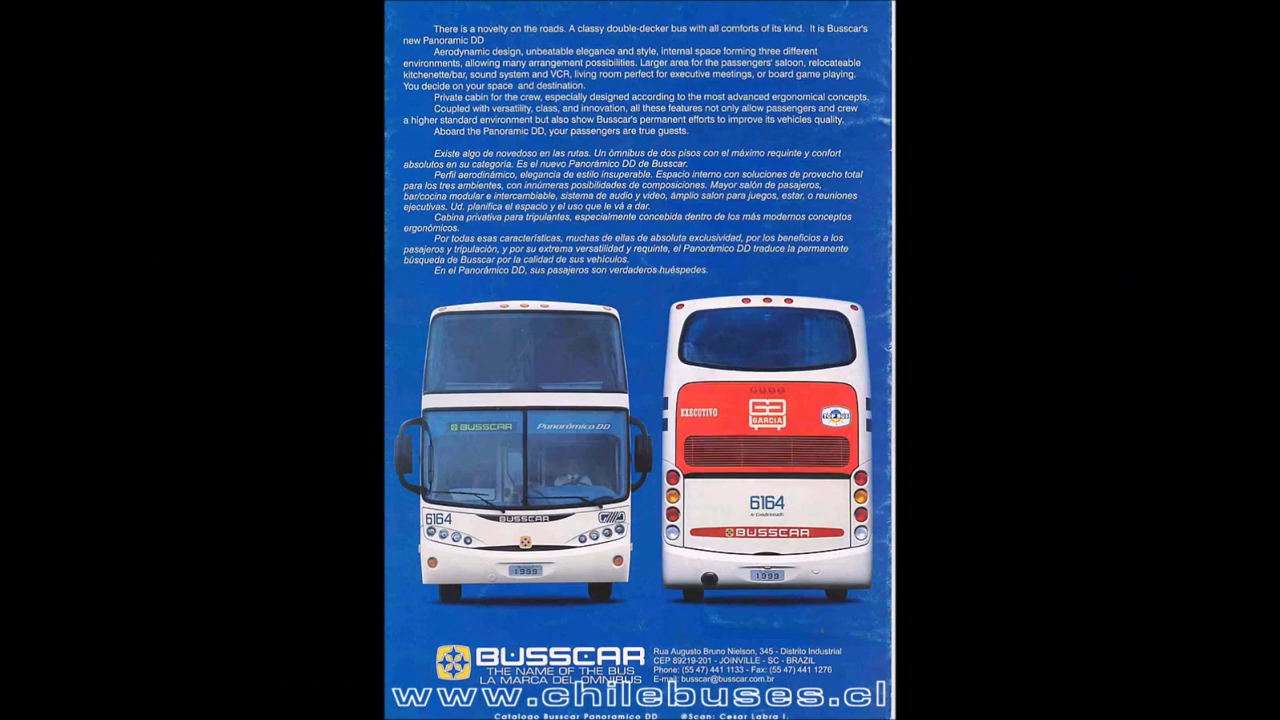 There is a novelty on the roads. A classy double-decker bus with all comforts of its kind. It is Busscar's
new Panoramic DD
Aerodynamic design, unbeatable elegance and style, internal space forming three different
environments, allowing many arrangement possibilities. Larger area for the passengers' saloon, relocateable
kitchenette/bar, sound system and VCR, living room perfect for executive meetings, or board game playing.
You decide on your space and destination.
Private cabin for the crew, especially designed according to the most advanced ergonomical concepts.
Coupled with versatility, class, and innovation, all these features not only allow passengers and crew
a higher standard environment but also show Busscar's permanent efforts to improve its vehicles quality.
Aboard the Panoramic DD, your passengers are true guests.
Existe algo de novedoso en las rutas. Un ómnibus de dos pisos con el máximo requinte y confort
absolutos en su categoría. Es el nuevo Panorámico DD de Busscar.
Perfil aerodinámico, elegancia de estilo insuperable. Espacio interno con soluciones de provecho total
para los tres ambientes, con innúmeras posibilidades de composiciones. Mayor salón de pasajeros,
bar/cocina modular e intercambiable, sistema de audio y video, ámplio salon para juegos, estar, o reuniones
ejecutivas. Ud. planifica el espacio y el uso que le vá a dar.
Cabina privativa para tripulantes, especialmente concebida dentro de los más modernos conceptos
ergonómicos.
Por todas esas características, muchas de ellas de absoluta exclusividad, por los beneficios a los
pasajeros y tripulación, y por su extrema versatilidad y requinte, el Panorámico DD traduce la permanente
búsqueda de Busscar por la calidad de sus vehículos.
En el Panorámico DD, sus pasajeros son verdaderos huéspedes.
BUSSCAR Panorámico DD
6164 BUSSCAR
1999
EXECUTIVO GARCIA TOP BUS
6164
Ar Condicionado
BUSSCAR
1999
BUSSCAR
THE NAME OF THE BUS
LA MARCA DEL OMNIBUS
Rua Augusto Bruno Nielson, 345 - Distrito Industrial
CEP 89219-201 - JOINVILLE - SC - BRAZIL
Phone: (55 47) 441 1133 - Fax: (55 47) 441 1276
E-mail: busscar@busscar.com.br
www.chilebuses.cl
Catalogo Busscar Panoramico DD @Scan: Cesar Labra I.